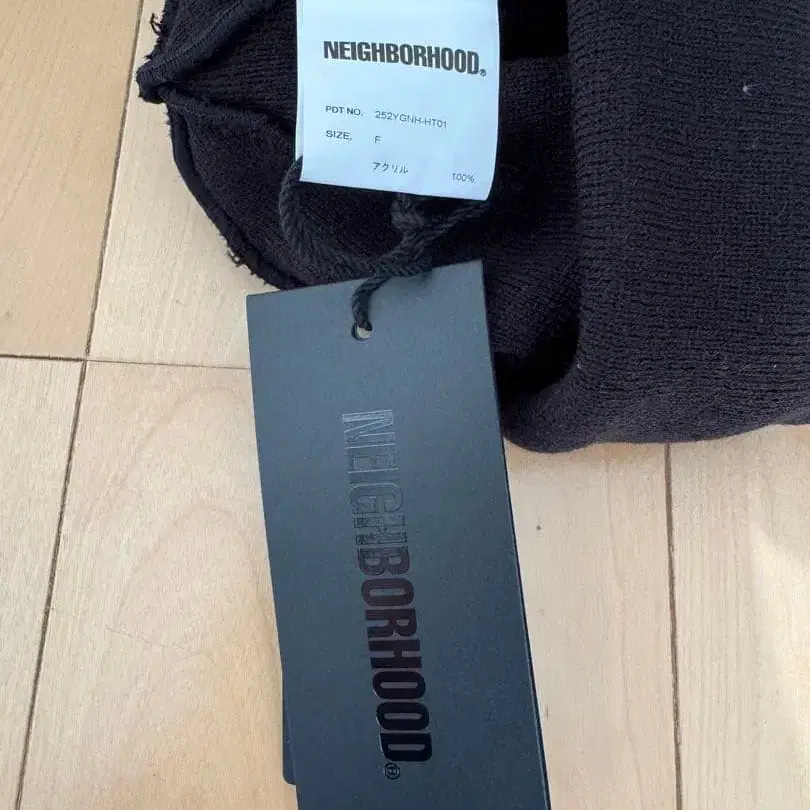 NEIGHBORHOOD®
PDT NO. 252YGNH-HT01
SIZE. F
アクリル 100%
NEIGHBORHOOD®